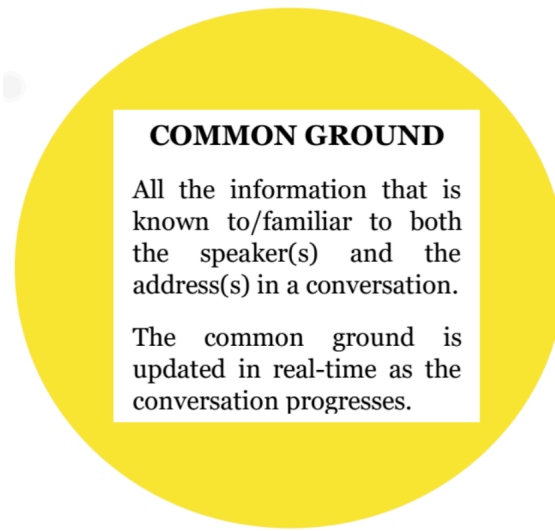 COMMON GROUND
All the information that is
known to/familiar to both
the speaker(s) and the
address(s) in a conversation.
The common ground is
updated in real-time as the
conversation progresses.